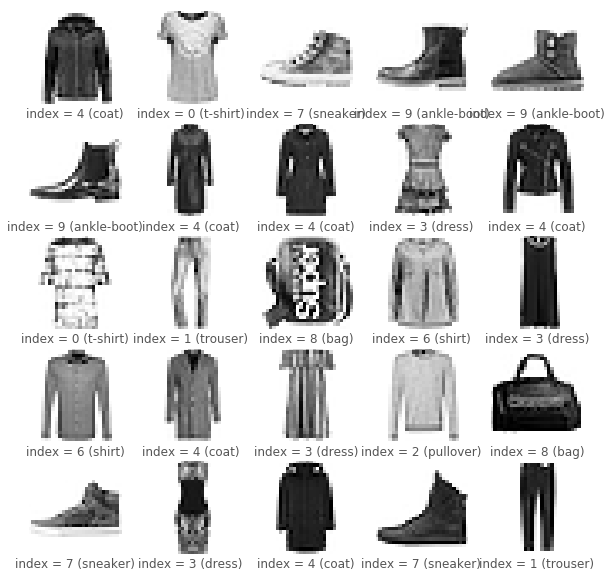 index = 4 (coat)
index = 0 (t-shirt)
index = 7 (sneaker)
index = 9 (ankle-boot)
index = 9 (ankle-boot)
index = 9 (ankle-boot)
index = 4 (coat)
index = 4 (coat)
index = 3 (dress)
index = 4 (coat)
index = 0 (t-shirt)
index = 1 (trouser)
index = 8 (bag)
index = 6 (shirt)
index = 3 (dress)
index = 6 (shirt)
index = 4 (coat)
index = 3 (dress)
index = 2 (pullover)
index = 8 (bag)
index = 7 (sneaker)
index = 3 (dress)
index = 4 (coat)
index = 7 (sneaker)
index = 1 (trouser)